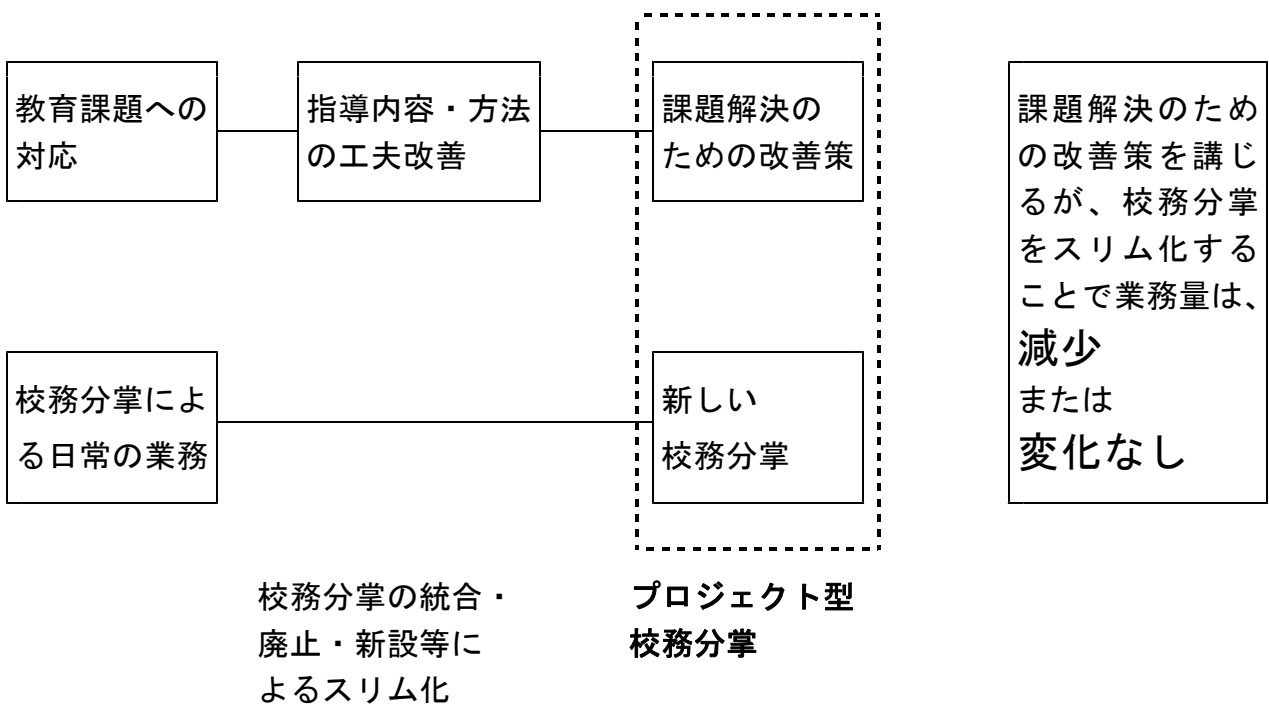 教育課題への
対応
指導内容・方法
の工夫改善
課題解決の
ための改善策
課題解決のため
の改善策を講じ
るが、校務分掌
をスリム化する
ことで業務量は、
減少
または
変化なし
校務分掌によ
る日常の業務
新しい
校務分掌
校務分掌の統合・
廃止・新設等に
よるスリム化
プロジェクト型
校務分掌